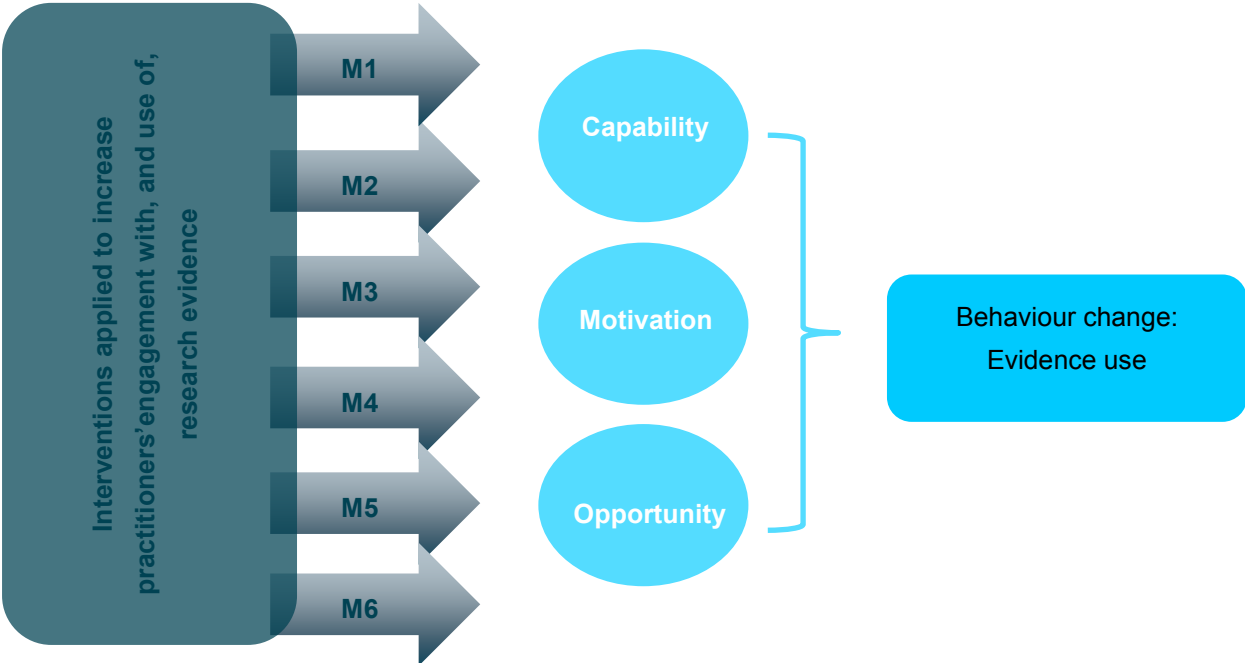 Interventions applied to increase
practitioners’engagement with, and use of,
research evidence
M1
M2
M3
M4
M5
M6
Capability
Motivation
Opportunity
Behaviour change:
Evidence use